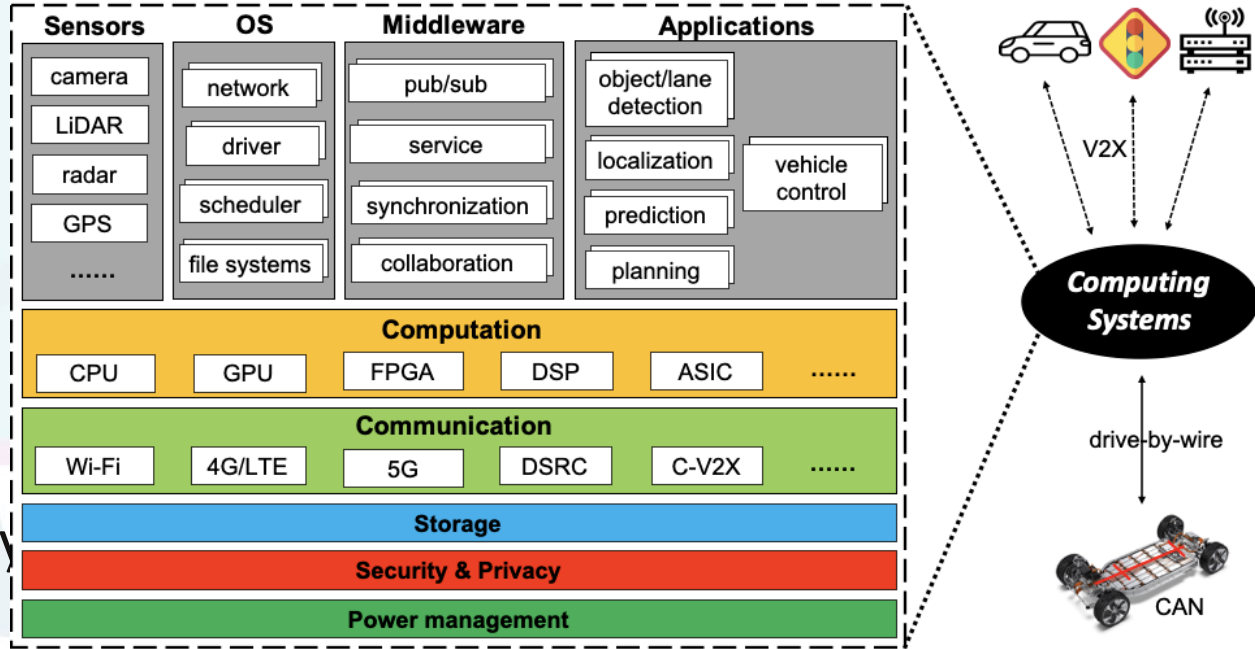 Sensors
camera
LiDAR
radar
GPS
......
OS
network
driver
scheduler
file systems
Middleware
pub/sub
service
synchronization
collaboration
Applications
object/lane
detection
localization
prediction
planning
vehicle
control
Computation
CPU
GPU
FPGA
DSP
ASIC
......
Communication
Wi-Fi
4G/LTE
5G
DSRC
C-V2X
......
Storage
Security & Privacy
Power management
y
V2X
Computing
Systems
drive-by-wire
CAN